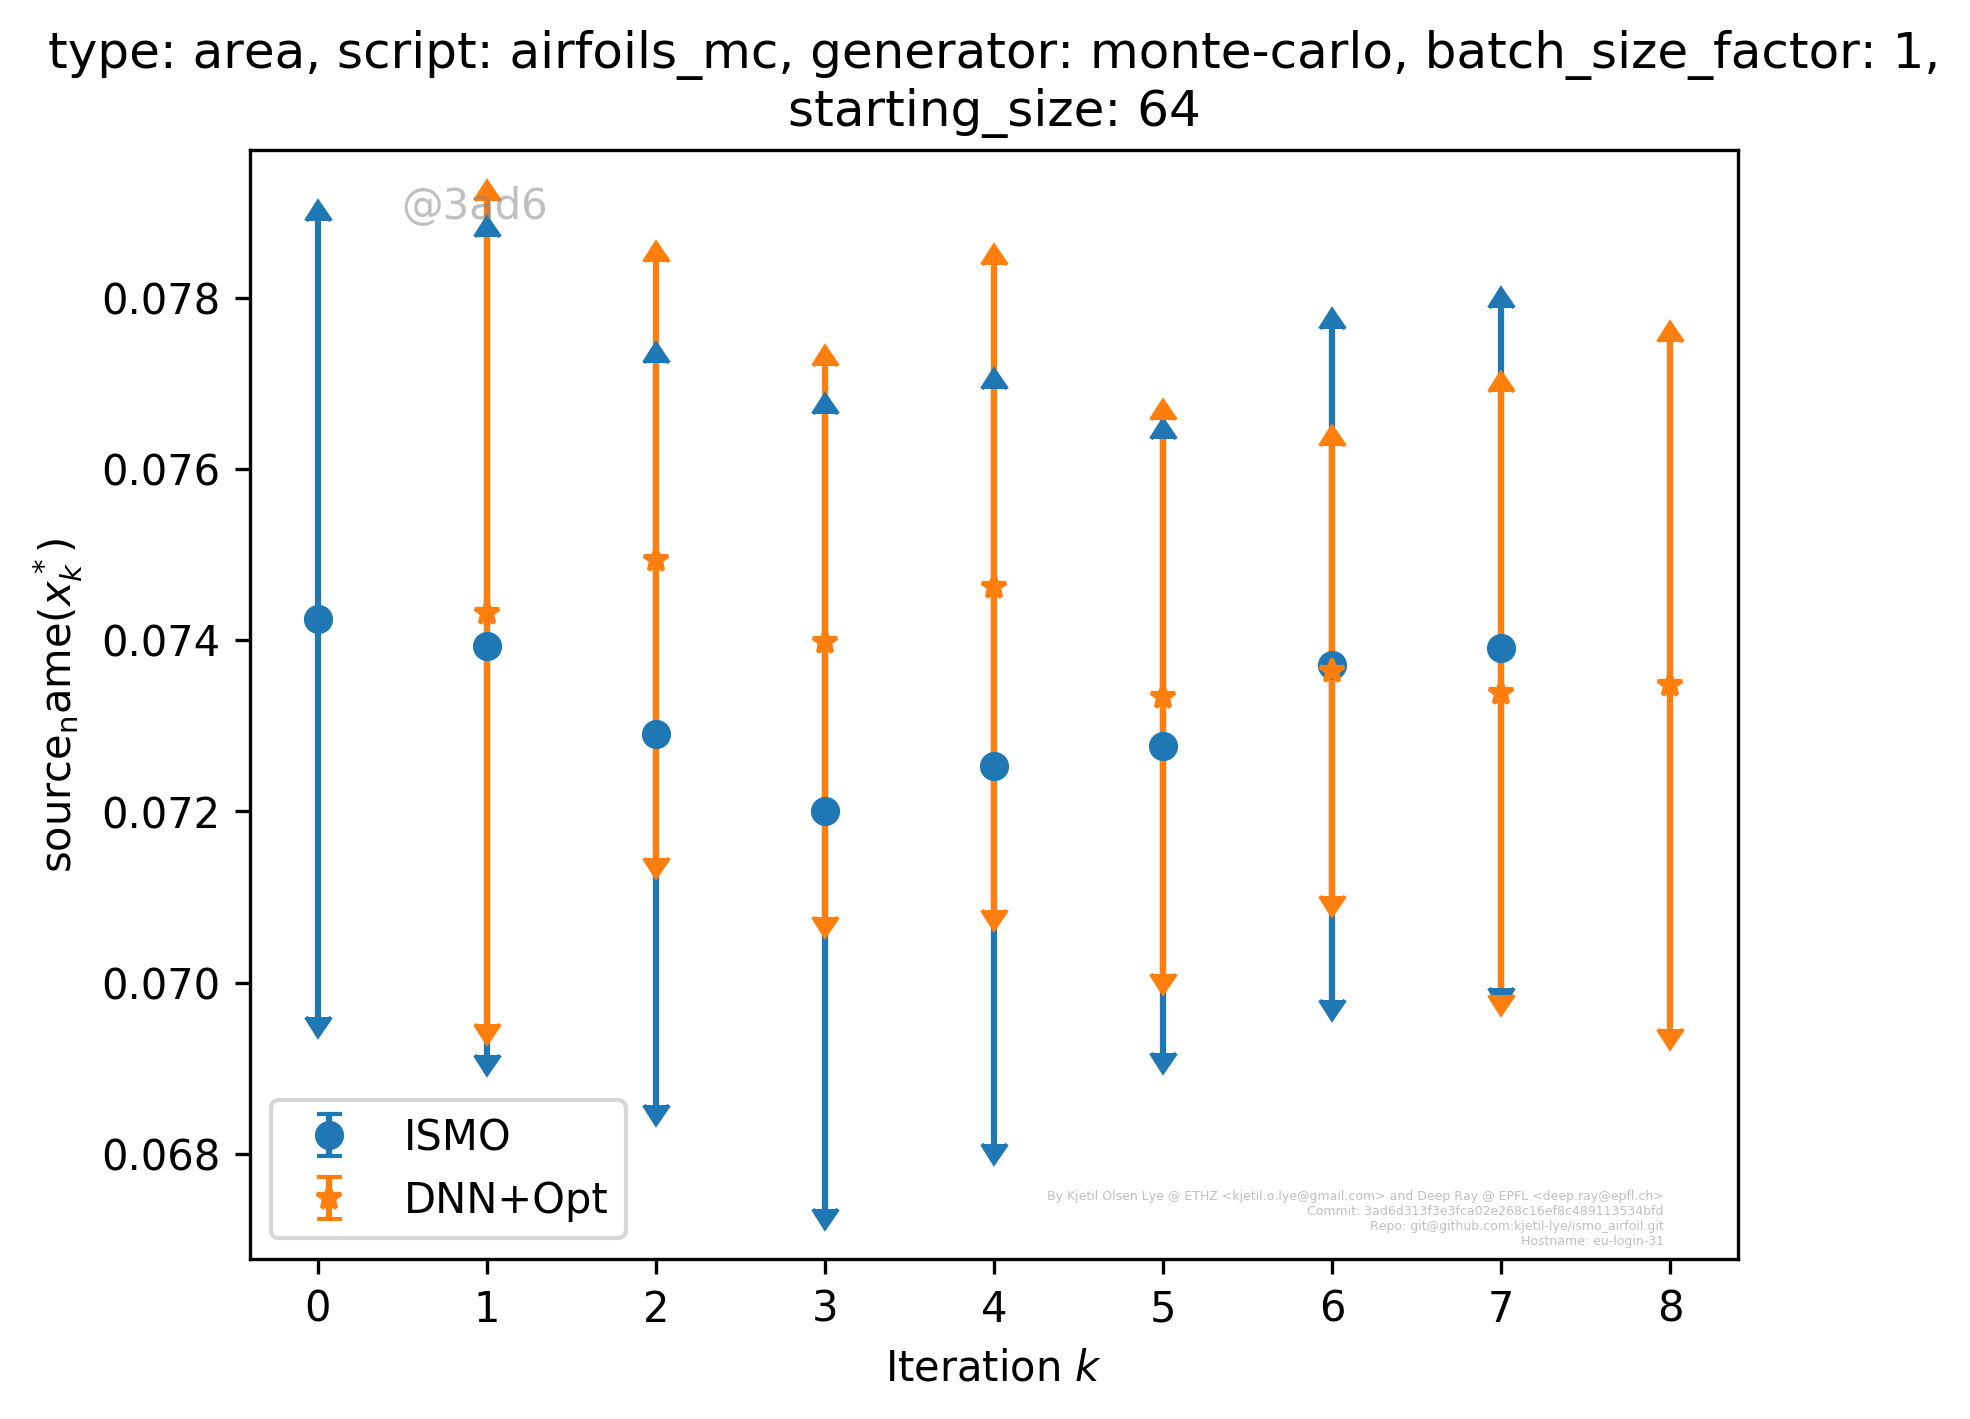 type: area, script: airfoils_mc, generator: monte-carlo, batch_size_factor: 1,
starting_size: 64
@3ad6
0.078
0.076
0.074
0.072
0.070
0.068
source_name(x_k^*)
ISMO
DNN+Opt
By Kjetil Olsen Lye @ ETHZ <kjetil.o.lye@gmail.com> and Deep Ray @ EPFL <deep.ray@epfl.ch>
Commit: 3ad6d313f3e3fca02e268c16ef8c489113534bfd
Repo: git@github.com:kjetil-lye/ismo_airfoil.git
Hostname: eu-login-31
0 1 2 3 4 5 6 7 8
Iteration k